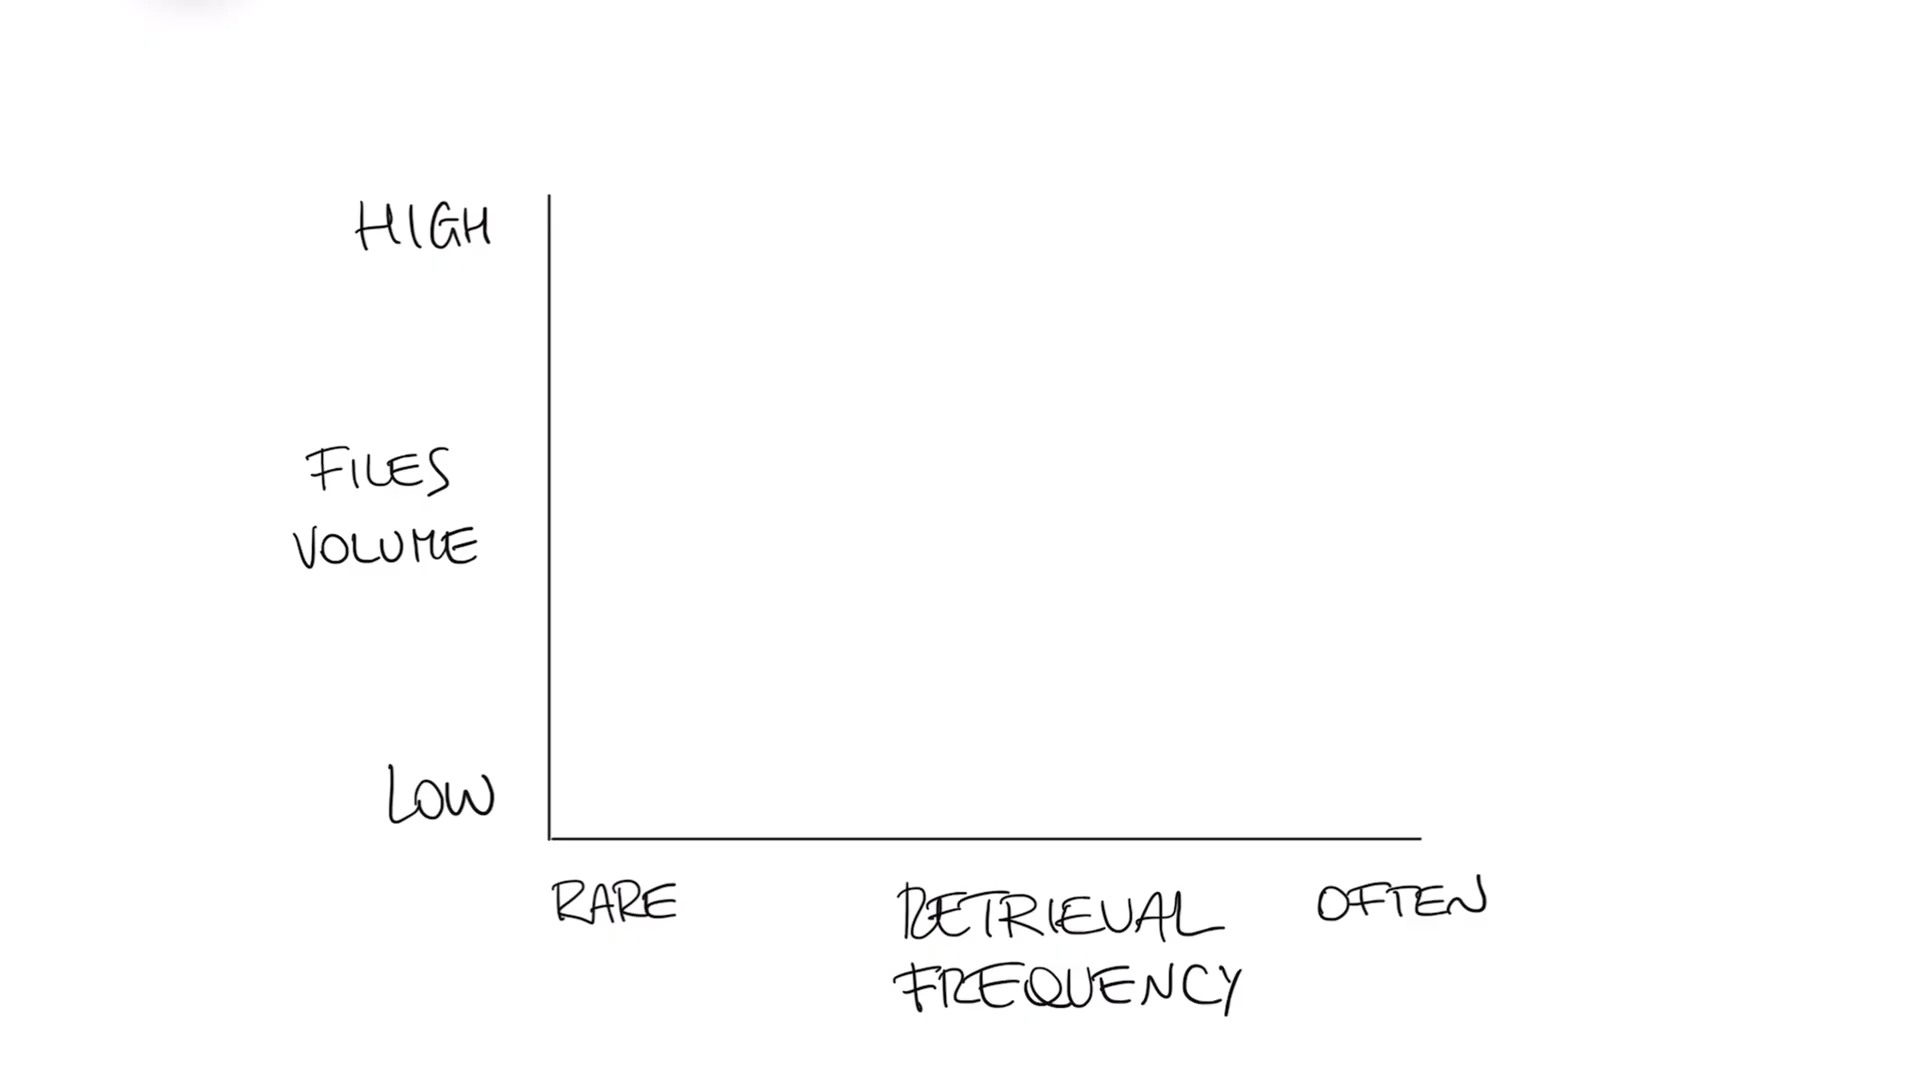 HIGH
FILES
VOLUME
LOW
RARE
RETRIEVAL
FREQUENCY
OFTEN